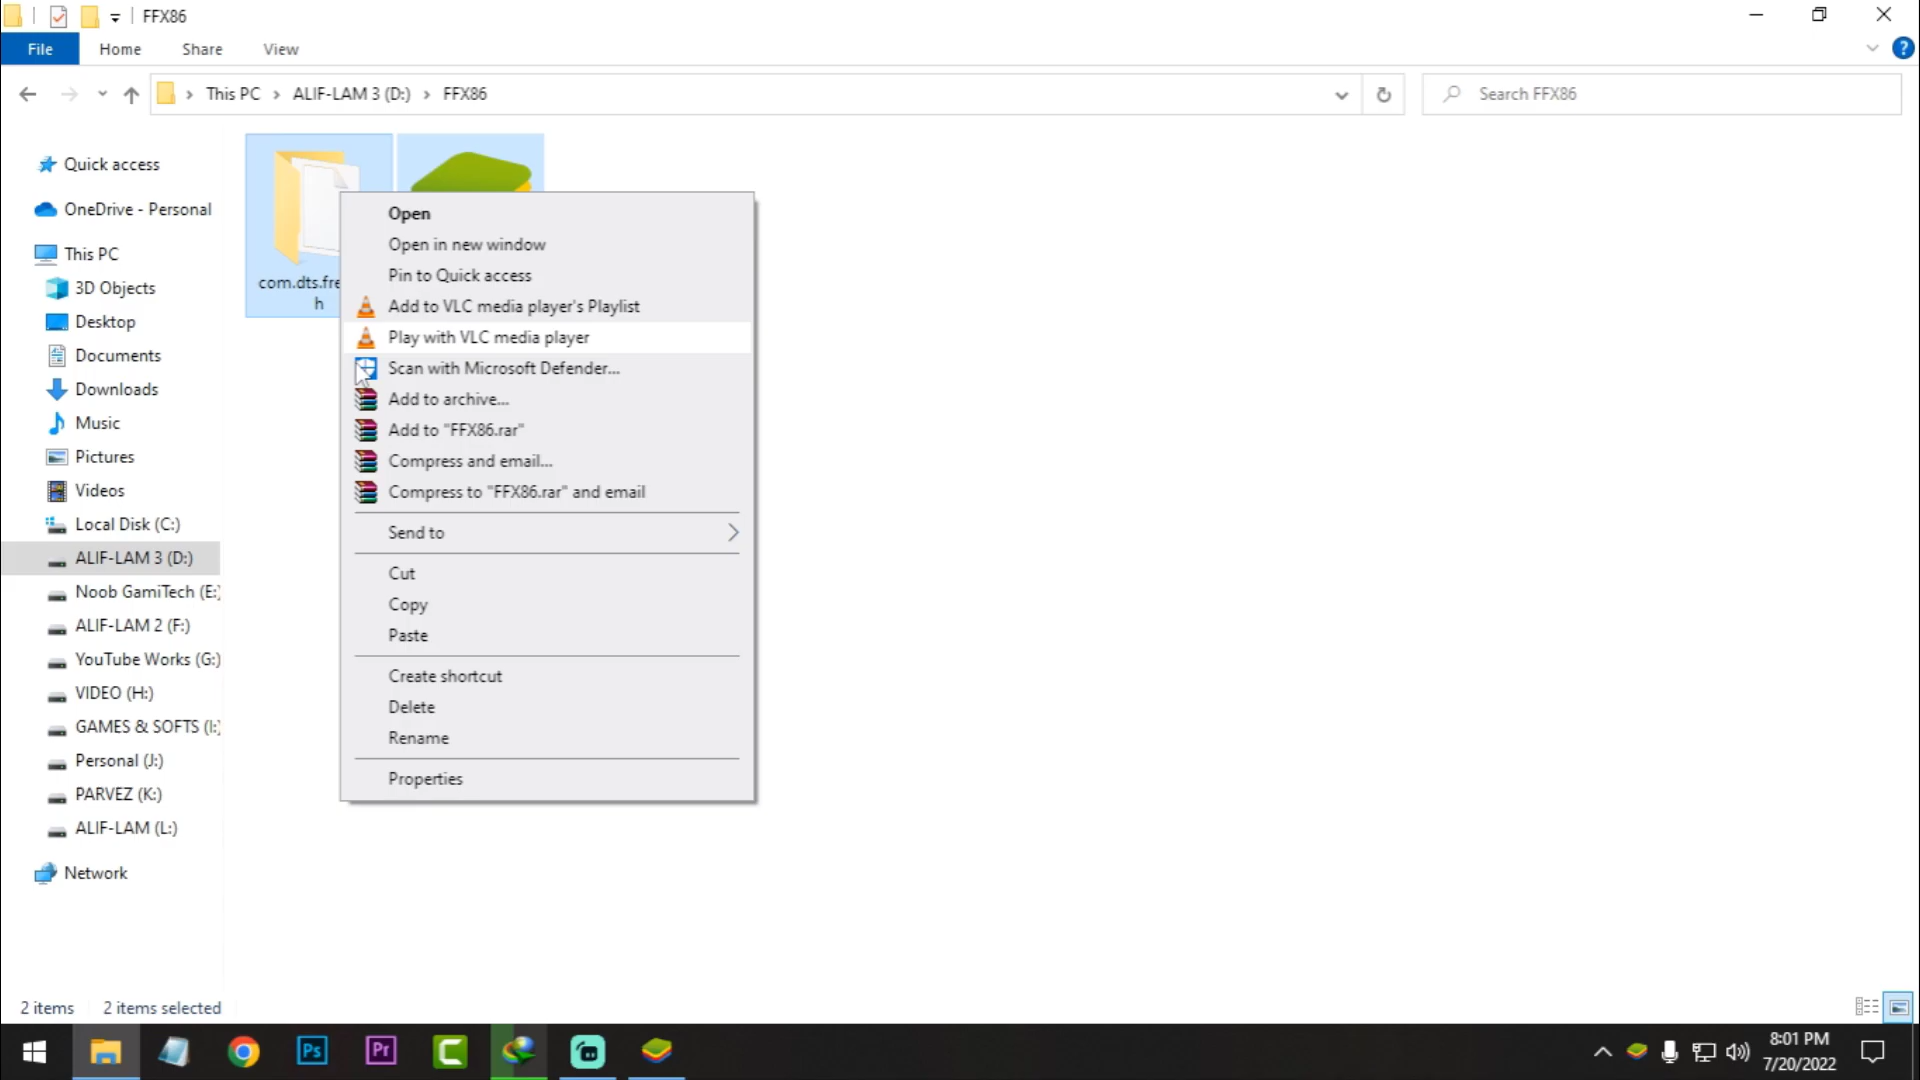 FFX86
File Home Share View
This PC ALIF-LAM 3 (D:) FFX86
Search FFX86
Quick access
OneDrive - Personal
This PC
3D Objects
Desktop
Documents
Downloads
Music
Pictures
Videos
Local Disk (C:)
ALIF-LAM 3 (D:)
Noob GamiTech (E:)
ALIF-LAM 2 (F:)
YouTube Works (G:)
VIDEO (H:)
GAMES & SOFTS (I:)
Personal (J:)
PARVEZ (K:)
ALIF-LAM (L:)
Network
com.dts.fre
h
Open
Open in new window
Pin to Quick access
Add to VLC media player's Playlist
Play with VLC media player
Scan with Microsoft Defender...
Add to archive...
Add to "FFX86.rar"
Compress and email...
Compress to "FFX86.rar" and email
Send to
Cut
Copy
Paste
Create shortcut
Delete
Rename
Properties
2 items 2 items selected
Ps
Pr
8:01 PM
7/20/2022